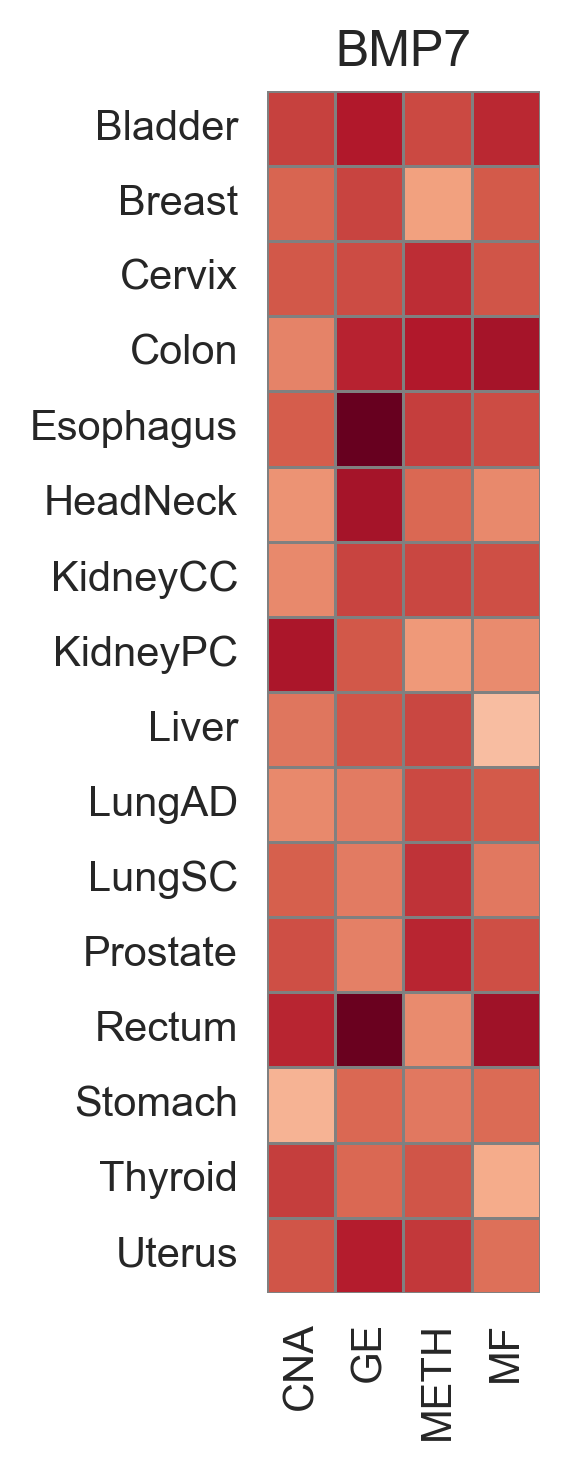 BMP7
Bladder
Breast
Cervix
Colon
Esophagus
HeadNeck
KidneyCC
KidneyPC
Liver
LungAD
LungSC
Prostate
Rectum
Stomach
Thyroid
Uterus
CNA
GE
METH
MF